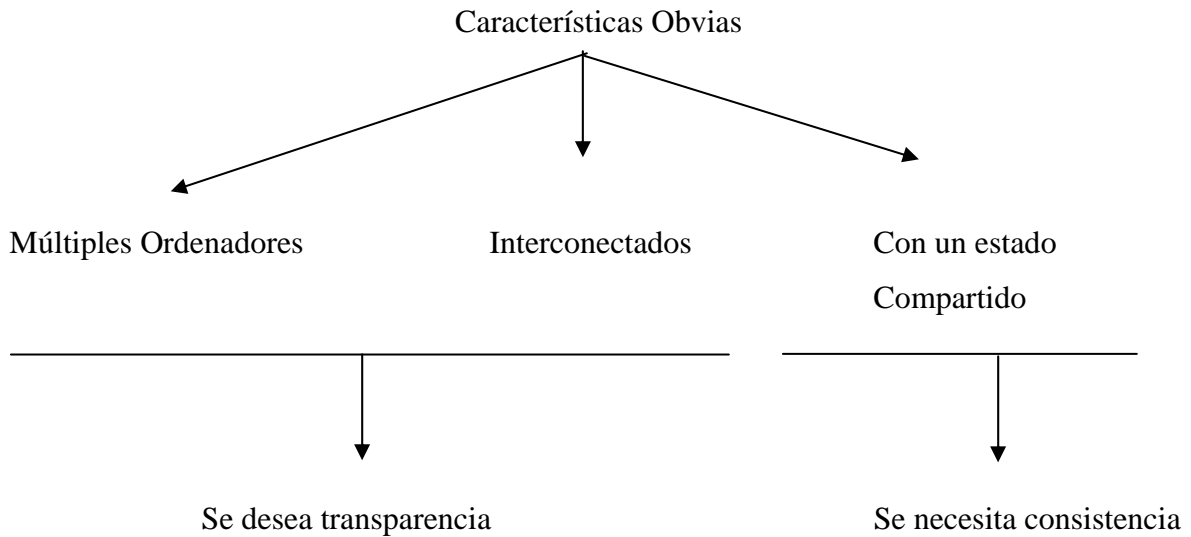 Características Obvias
Múltiples Ordenadores
Interconectados
Con un estado
Compartido
Se desea transparencia
Se necesita consistencia